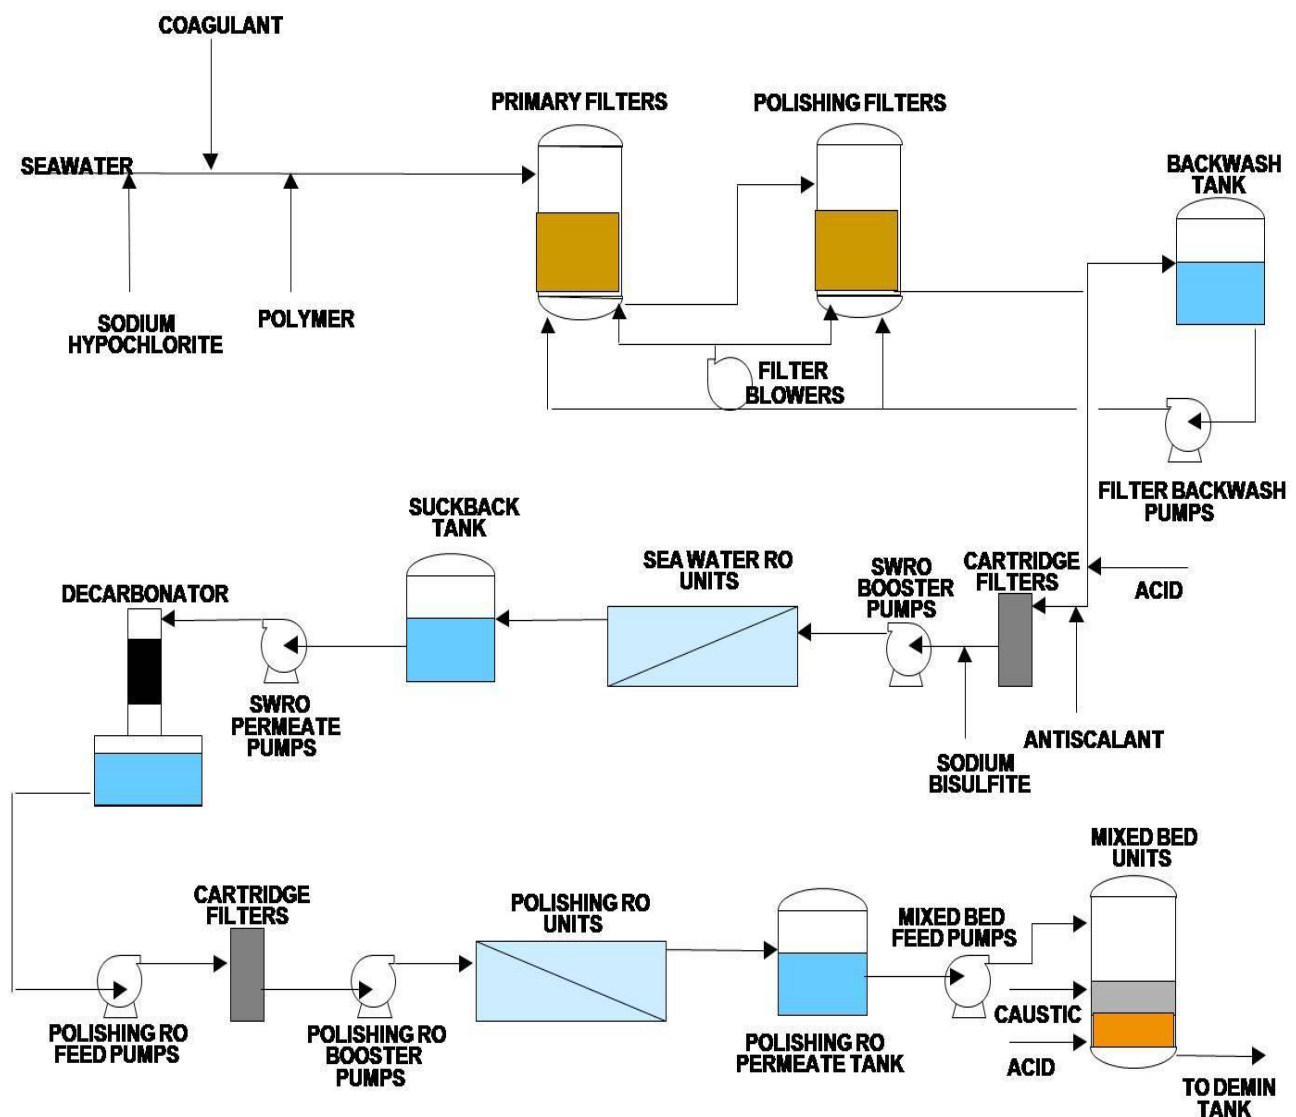 COAGULANT
PRIMARY FILTERS
POLISHING FILTERS
SEAWATER
BACKWASH
TANK
SODIUM
HYPOCHLORITE
POLYMER
FILTER
BLOWERS
FILTER BACKWASH
PUMPS
SUCKBACK
TANK
SEA WATER RO
UNITS
SWRO
BOOSTER
PUMPS
CARTRIDGE
FILTERS
ACID
DECARBONATOR
SWRO
PERMEATE
PUMPS
ANTISCALANT
SODIUM
BISULFITE
MIXED BED
UNITS
CARTRIDGE
FILTERS
POLISHING RO
UNITS
MIXED BED
FEED PUMPS
CAUSTIC
POLISHING RO
FEED PUMPS
POLISHING RO
BOOSTER
PUMPS
POLISHING RO
PERMEATE TANK
ACID
TO DEMIN
TANK